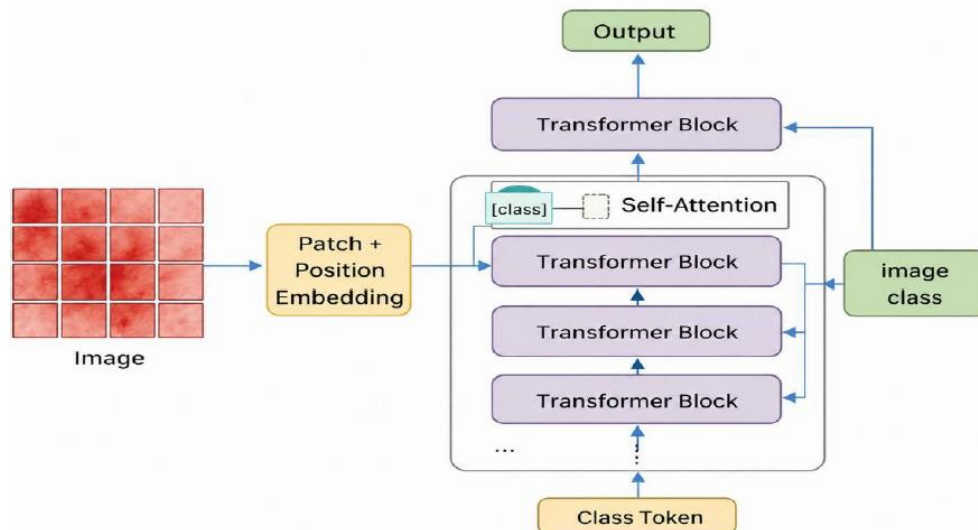 Output
Transformer Block
[class]
Self-Attention
Patch +
Position
Embedding
Transformer Block
image
class
Transformer Block
Image
Transformer Block
...
Class Token